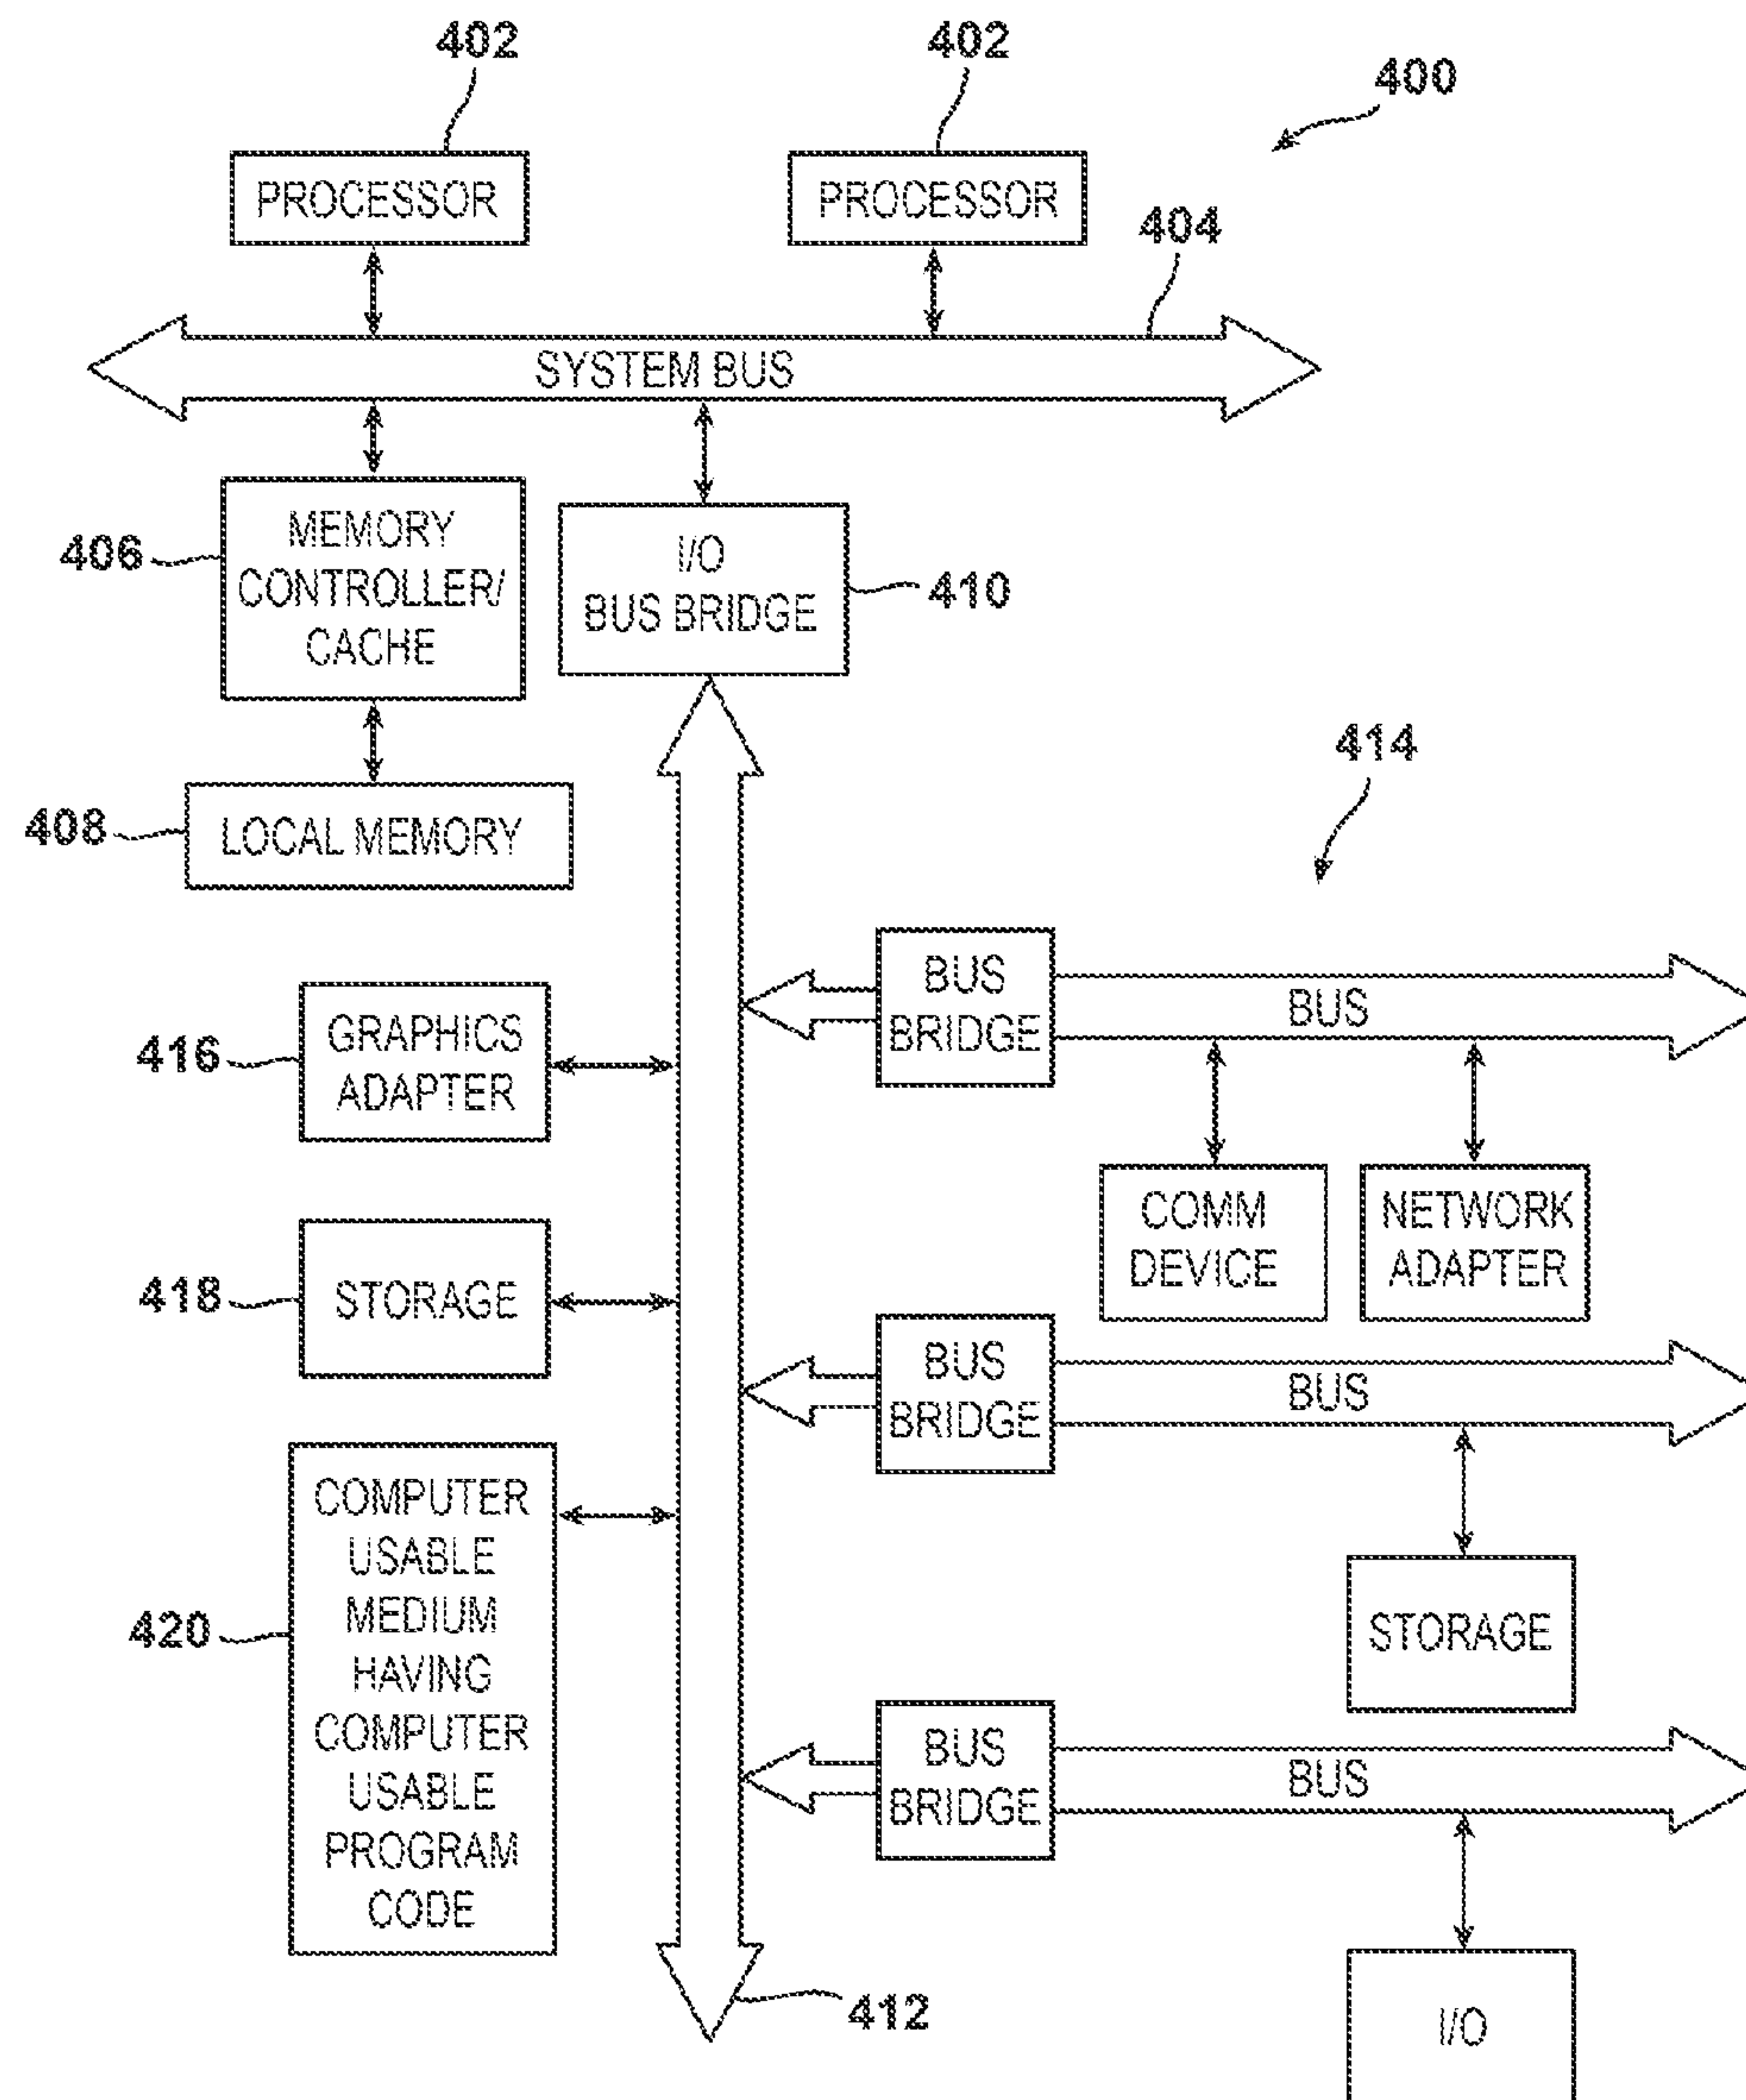 402
402
400
PROCESSOR
PROCESSOR
404
SYSTEM BUS
406
MEMORY
CONTROLLER/
CACHE
I/O
BUS BRIDGE
410
408
LOCAL MEMORY
414
BUS
BRIDGE
BUS
416
GRAPHICS
ADAPTER
COMM
DEVICE
NETWORK
ADAPTER
418
STORAGE
BUS
BRIDGE
BUS
420
COMPUTER
USABLE
MEDIUM
HAVING
COMPUTER
USABLE
PROGRAM
CODE
STORAGE
BUS
BRIDGE
BUS
412
I/O